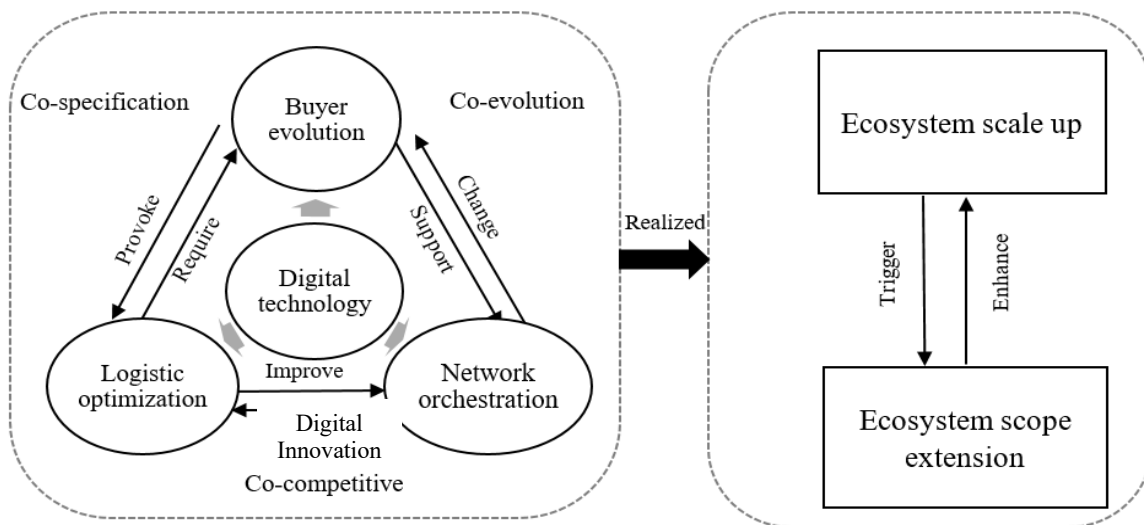 Co-specification
Buyer
evolution
Co-evolution
Provoke
Require
Support
Change
Digital
technology
Logistic
optimization
Improve
Network
orchestration
Digital
Innovation
Co-competitive
Realized
Ecosystem scale up
Trigger
Enhance
Ecosystem scope
extension